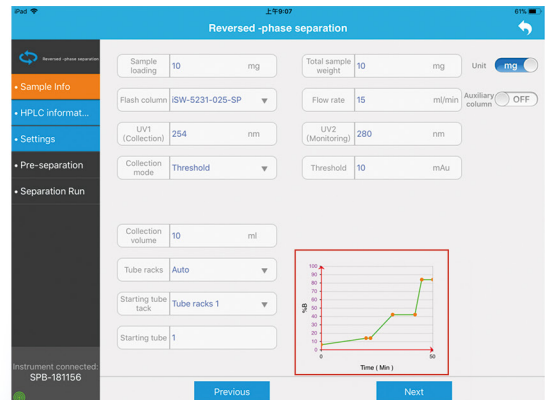 iPad 上午9:07 61%
Reversed -phase separation
Reversed -phase separation
• Sample Info
• HPLC informat...
• Settings
• Pre-separation
• Separation Run
Instrument connected:
SPB-181156
Sample loading 10 mg
Total sample weight 10 mg
Unit mg
Flash column iSW-5231-025-SP ▼
Flow rate 15 ml/min
Auxiliary column OFF
UV1 (Collection) 254 nm
UV2 (Monitoring) 280 nm
Collection mode Threshold ▼
Threshold 10 mAu
Collection volume 10 ml
Tube racks Auto ▼
Starting tube tack Tube racks 1 ▼
Starting tube 1
%B
100
90
80
70
60
50
40
30
20
10
0
0 50
Time ( Min )
Previous
Next